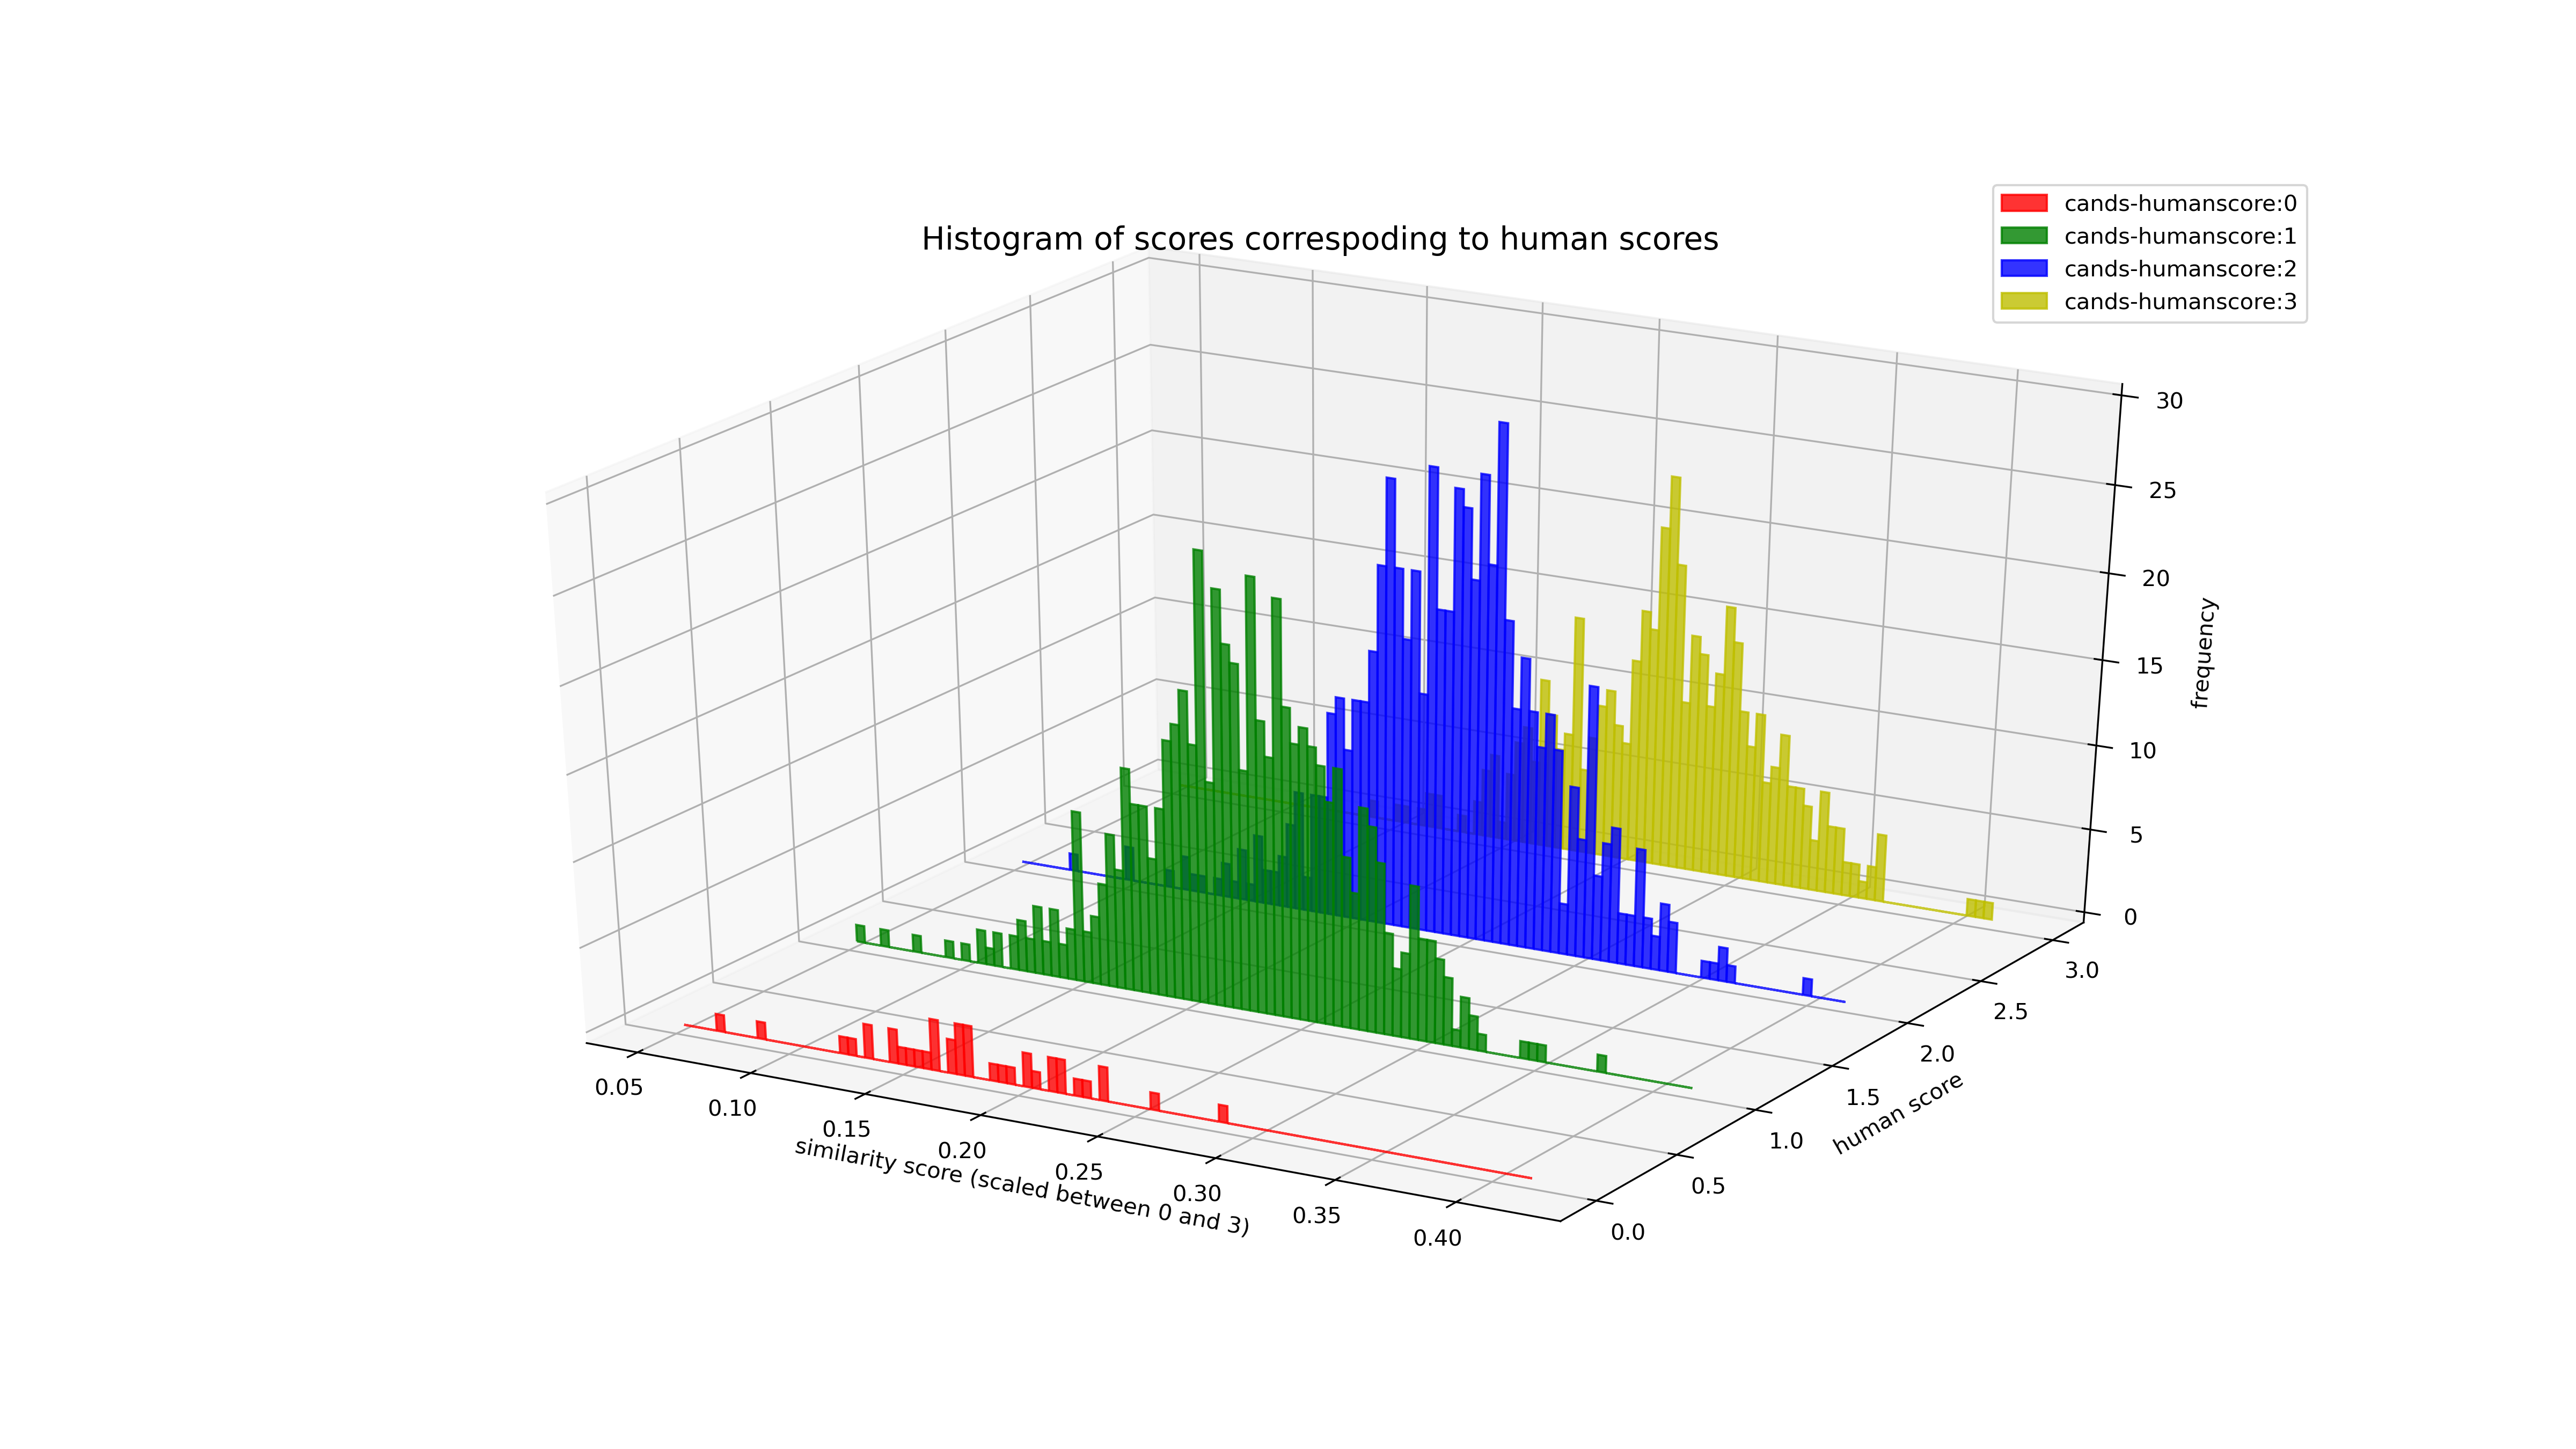 Histogram of scores correspoding to human scores
cands-humanscore:0
cands-humanscore:1
cands-humanscore:2
cands-humanscore:3
30
25
20
15
10
5
0
frequency
3.0
2.5
2.0
1.5
1.0
0.5
0.0
human score
0.05
0.10
0.15
0.20
0.25
0.30
0.35
0.40
similarity score (scaled between 0 and 3)